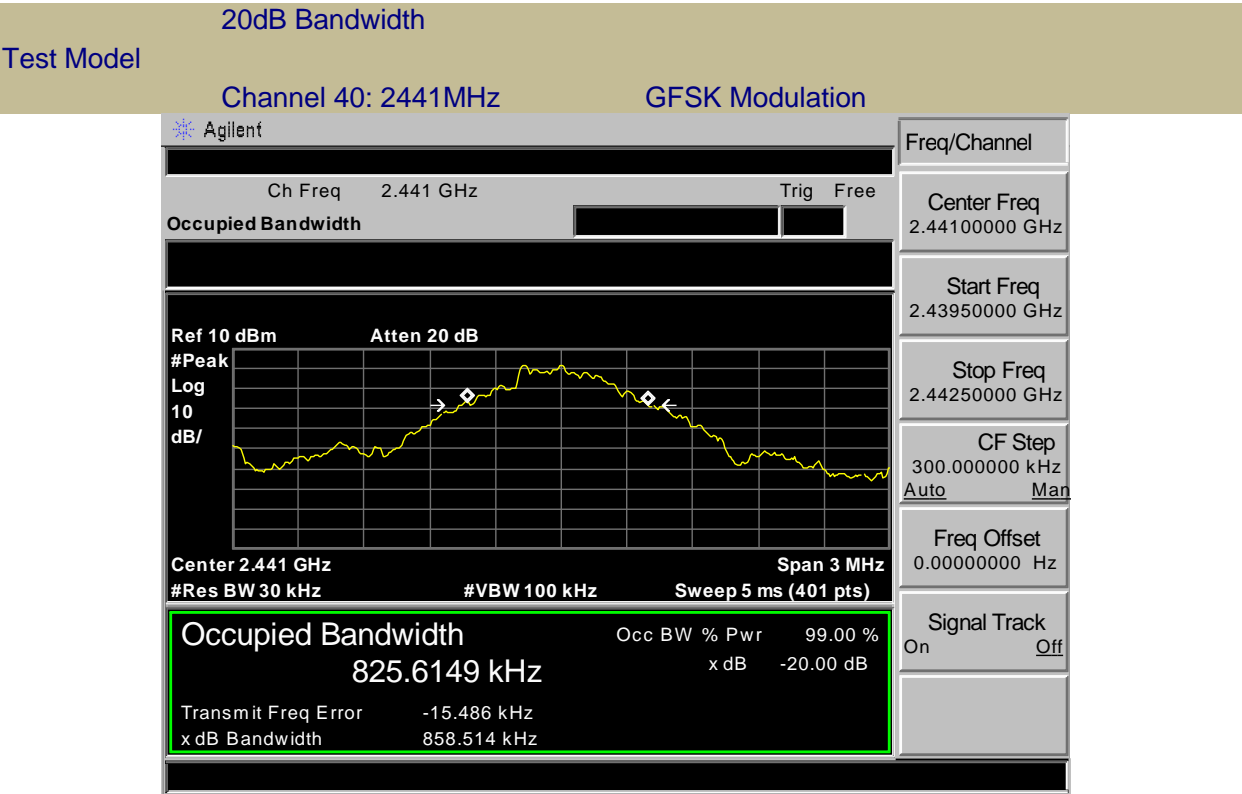 20dB Bandwidth
Test Model
Channel 40: 2441MHz GFSK Modulation
Agilent
Freq/Channel
Ch Freq 2.441 GHz Trig Free
Occupied Bandwidth
Center Freq
2.44100000 GHz
Start Freq
2.43950000 GHz
Stop Freq
2.44250000 GHz
CF Step
300.000000 kHz
Auto Man
Freq Offset
0.00000000 Hz
Signal Track
On Off
Ref 10 dBm Atten 20 dB
#Peak
Log
10
dB/
Center 2.441 GHz Span 3 MHz
#Res BW 30 kHz #VBW 100 kHz Sweep 5 ms (401 pts)
Occupied Bandwidth Occ BW % Pwr 99.00 %
825.6149 kHz x dB -20.00 dB
Transmit Freq Error -15.486 kHz
x dB Bandwidth 858.514 kHz